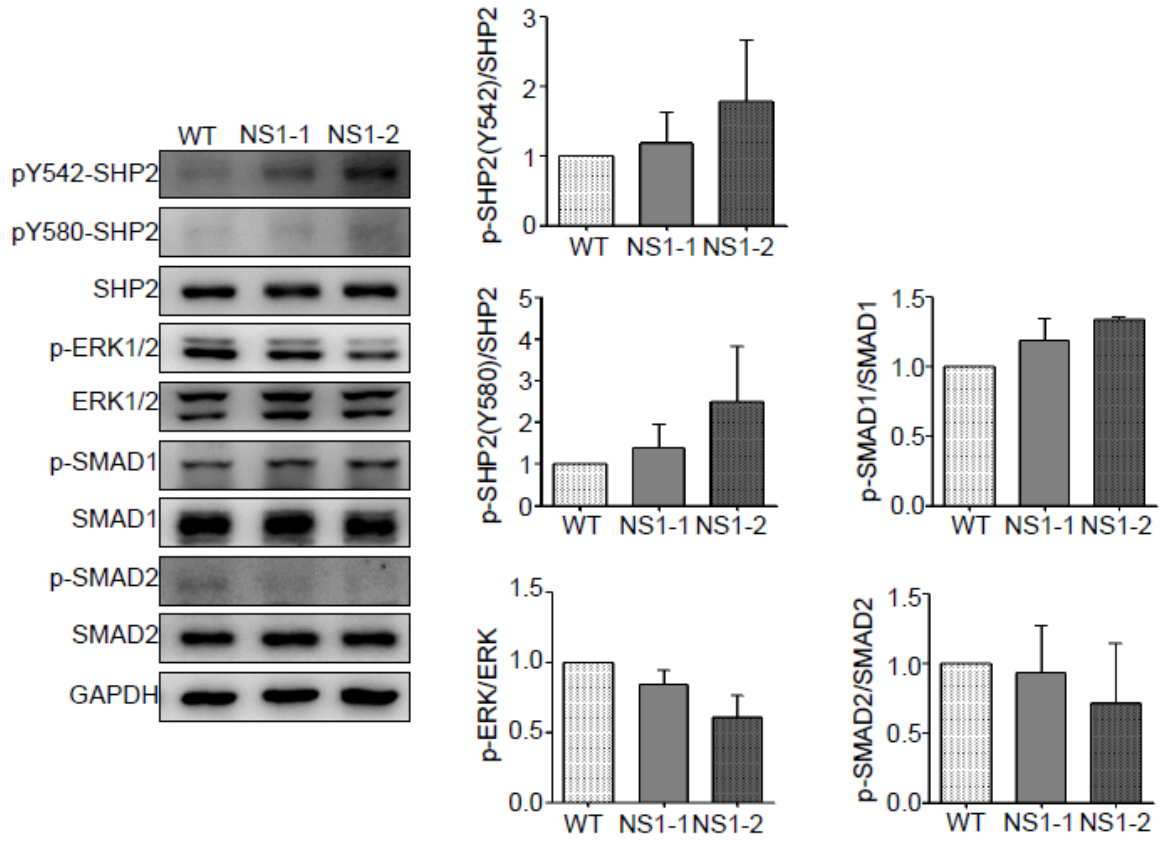 WT NS1-1 NS1-2
pY542-SHP2
pY580-SHP2
SHP2
p-ERK1/2
ERK1/2
p-SMAD1
SMAD1
p-SMAD2
SMAD2
GAPDH
p-SHP2(Y542)/SHP2
3
2
1
0
WT NS1-1 NS1-2
p-SHP2(Y580)/SHP2
5
4
3
2
1
0
WT NS1-1 NS1-2
p-SMAD1/SMAD1
1.5
1.0
0.5
0.0
WT NS1-1 NS1-2
p-ERK/ERK
1.5
1.0
0.5
0.0
WT NS1-1 NS1-2
p-SMAD2/SMAD2
1.5
1.0
0.5
0.0
WT NS1-1 NS1-2